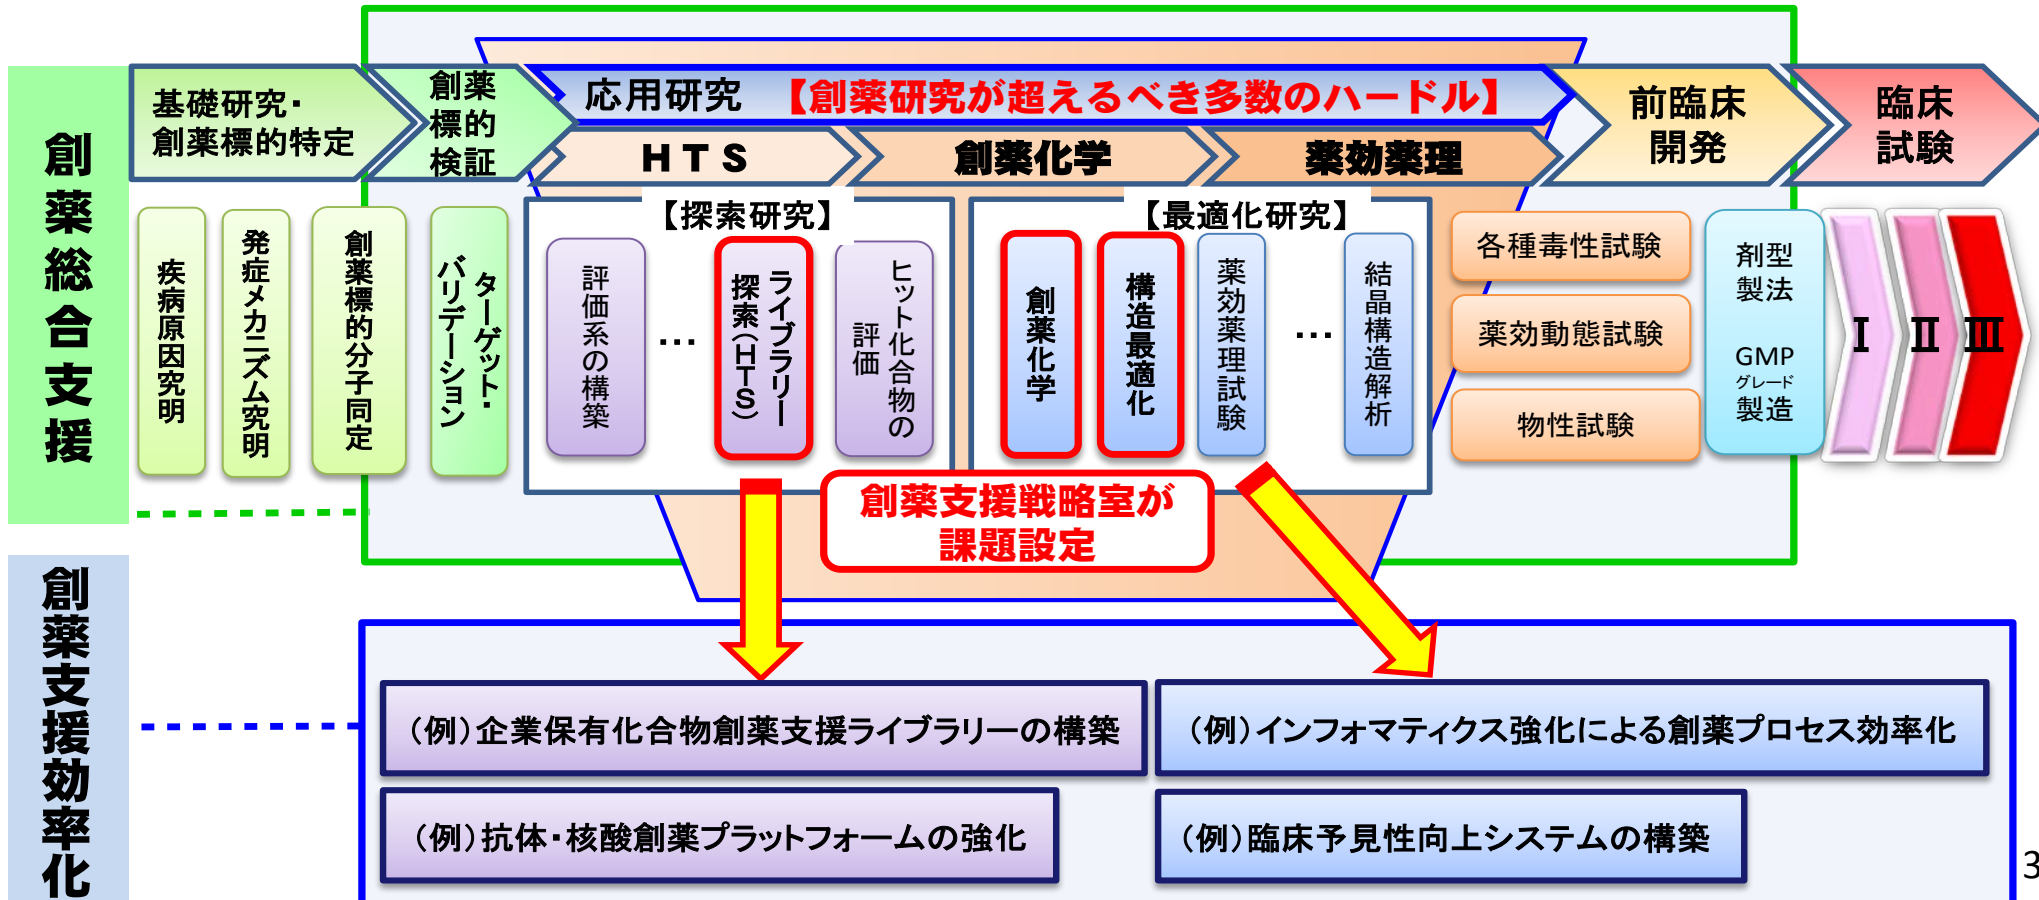 創薬総合支援
基礎研究・
創薬標的特定
創薬
標的
検証
応用研究 【創薬研究が超えるべき多数のハードル】
HTS
創薬化学
薬効薬理
前臨床
開発
臨床
試験
疾病原因究明
発症メカニズム究明
創薬標的分子同定
ターゲット・
バリデーション
【探索研究】
評価系の構築
…
ライブラリー
探索(HTS)
ヒット化合物の
評価
【最適化研究】
創薬化学
構造最適化
薬効薬理試験
…
結晶構造解析
各種毒性試験
薬効動態試験
物性試験
剤型
製法
GMP
グレード
製造
Ⅰ
Ⅱ
Ⅲ
創薬支援戦略室が
課題設定
創薬支援効率化
(例)企業保有化合物創薬支援ライブラリーの構築
(例)インフォマティクス強化による創薬プロセス効率化
(例)抗体・核酸創薬プラットフォームの強化
(例)臨床予見性向上システムの構築
3